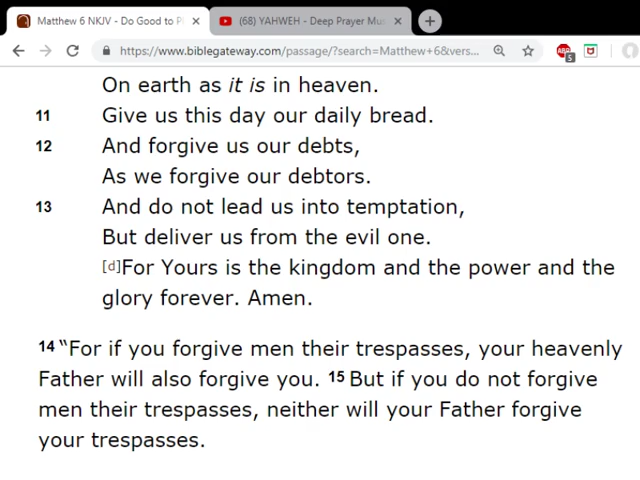 Matthew 6 NKJV - Do Good to Pl
(68) YAHWEH - Deep Prayer Mus
https://www.biblegateway.com/passage/?search=Matthew+6&vers...
5
On earth as it is in heaven.
11 Give us this day our daily bread.
12 And forgive us our debts,
As we forgive our debtors.
13 And do not lead us into temptation,
But deliver us from the evil one.
[d]For Yours is the kingdom and the power and the
glory forever. Amen.
14 “For if you forgive men their trespasses, your heavenly
Father will also forgive you. 15 But if you do not forgive
men their trespasses, neither will your Father forgive
your trespasses.